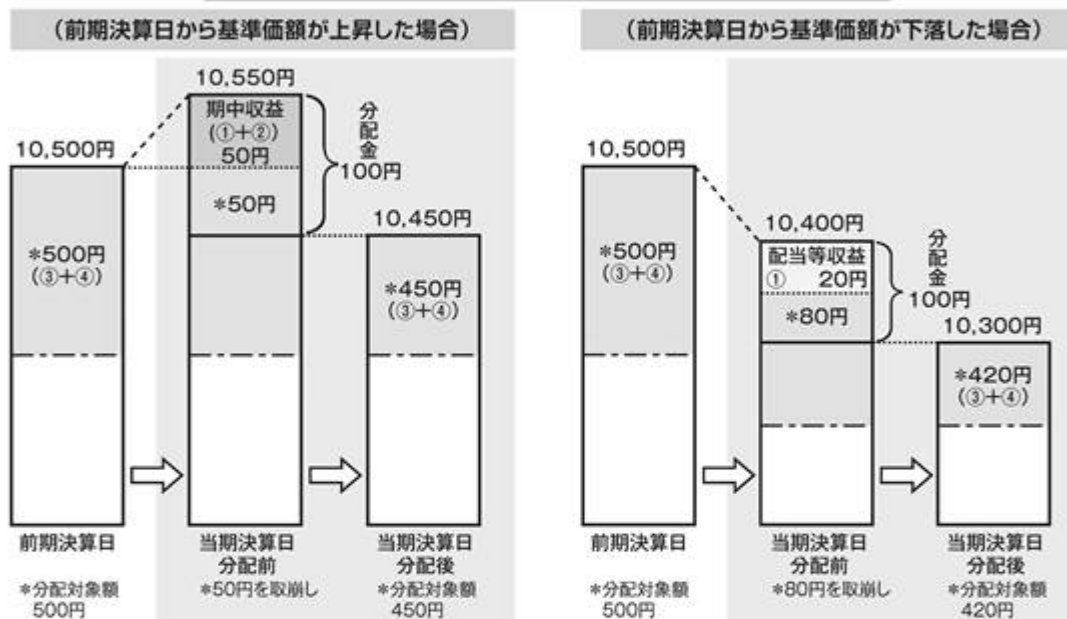 (前期決算日から基準価額が上昇した場合)
10,550円
期中収益
(①+②)
50円
分配金
100円
10,500円
*50円
10,450円
*500円
(③+④)
*450円
(③+④)
前期決算日
当期決算日
分配前
当期決算日
分配後
*分配対象額
500円
*50円を取崩し
*分配対象額
450円
(前期決算日から基準価額が下落した場合)
10,500円
10,400円
*500円
(③+④)
配当等収益
① 20円
分配金
100円
*80円
10,300円
*420円
(③+④)
前期決算日
当期決算日
分配前
当期決算日
分配後
*分配対象額
500円
*80円を取崩し
*分配対象額
420円